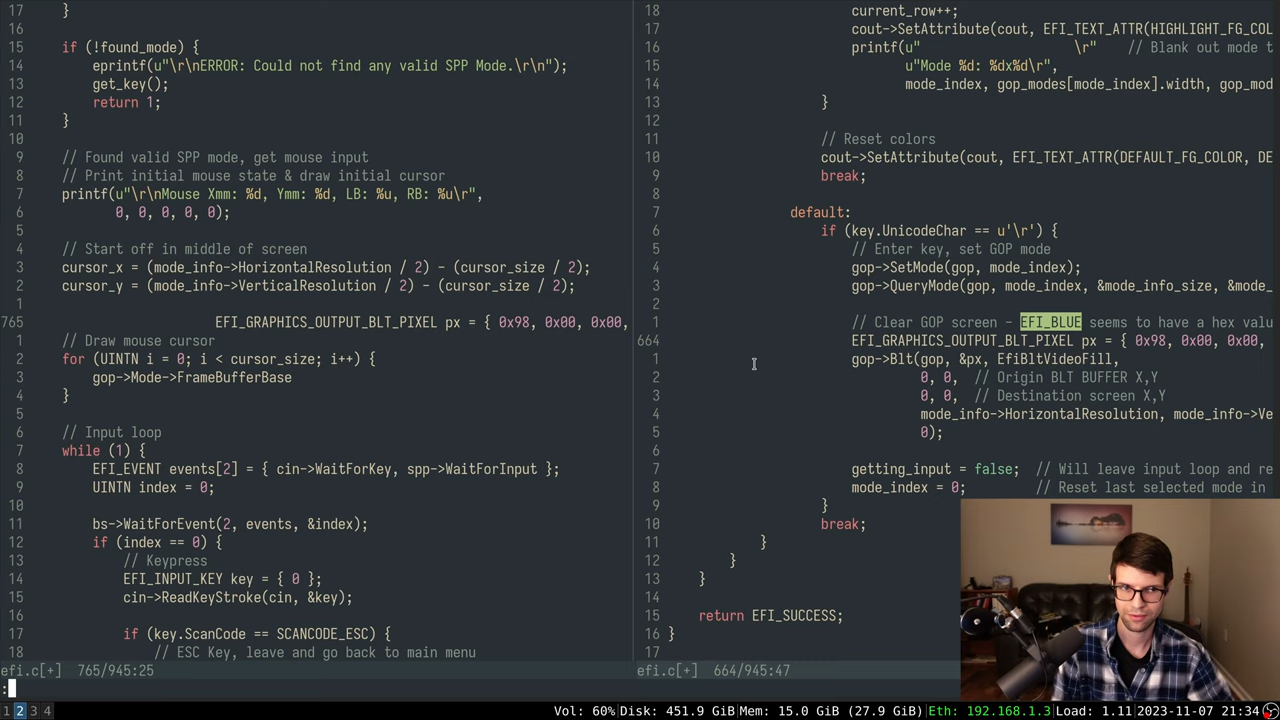 17     }
16
15     if (!found_mode) {
14         eprintf(u"\r\nERROR: Could not find any valid SPP Mode.\r\n");
13         get_key();
12         return 1;
11     }
10
9     // Found valid SPP mode, get mouse input
8     // Print initial mouse state & draw initial cursor
7     printf(u"\r\nMouse Xmm: %d, Ymm: %d, LB: %u, RB: %u\r",
6            0, 0, 0, 0, 0);
5
4     // Start off in middle of screen
3     cursor_x = (mode_info->HorizontalResolution / 2) - (cursor_size / 2);
2     cursor_y = (mode_info->VerticalResolution / 2) - (cursor_size / 2);
1
765                         EFI_GRAPHICS_OUTPUT_BLT_PIXEL px = { 0x98, 0x00, 0x00,
1     // Draw mouse cursor
2     for (UINTN i = 0; i < cursor_size; i++) {
3         gop->Mode->FrameBufferBase
4     }
5
6     // Input loop
7     while (1) {
8         EFI_EVENT events[2] = { cin->WaitForKey, spp->WaitForInput };
9         UINTN index = 0;
10
11         bs->WaitForEvent(2, events, &index);
12         if (index == 0) {
13             // Keypress
14             EFI_INPUT_KEY key = { 0 };
15             cin->ReadKeyStroke(cin, &key);
16
17             if (key.ScanCode == SCANCODE_ESC) {
18                 // ESC Key, leave and go back to main menu
efi.c[+]  765/945:25
:
18                         current_row++;
17                         cout->SetAttribute(cout, EFI_TEXT_ATTR(HIGHLIGHT_FG_COL
16                         printf(u"                    \r"   // Blank out mode t
15                                u"Mode %d: %dx%d\r",
14                                mode_index, gop_modes[mode_index].width, gop_mod
13                     }
12
11                     // Reset colors
10                     cout->SetAttribute(cout, EFI_TEXT_ATTR(DEFAULT_FG_COLOR, DE
9                     break;
8
7                 default:
6                     if (key.UnicodeChar == u'\r') {
5                         // Enter key, set GOP mode
4                         gop->SetMode(gop, mode_index);
3                         gop->QueryMode(gop, mode_index, &mode_info_size, &mode_
2
1                         // Clear GOP screen - EFI_BLUE seems to have a hex valu
664                         EFI_GRAPHICS_OUTPUT_BLT_PIXEL px = { 0x98, 0x00, 0x00,
1                         gop->Blt(gop, &px, EfiBltVideoFill,
2                                  0, 0,  // Origin BLT BUFFER X,Y
3                                  0, 0,  // Destination screen X,Y
4                                  mode_info->HorizontalResolution, mode_info->Ve
5                                  0);
6
7                         getting_input = false;  // Will leave input loop and re
8                         mode_index = 0;         // Reset last selected mode in
9                     }
10                     break;
11             }
12         }
13     }
14
15     return EFI_SUCCESS;
16 }
17
efi.c[+]  664/945:47
1 2 3 4
Vol: 60%|Disk: 451.9 GiB|Mem: 15.0 GiB (27.9 GiB)|Eth: 192.168.1.3|Load: 1.11|2023-11-07 21:34